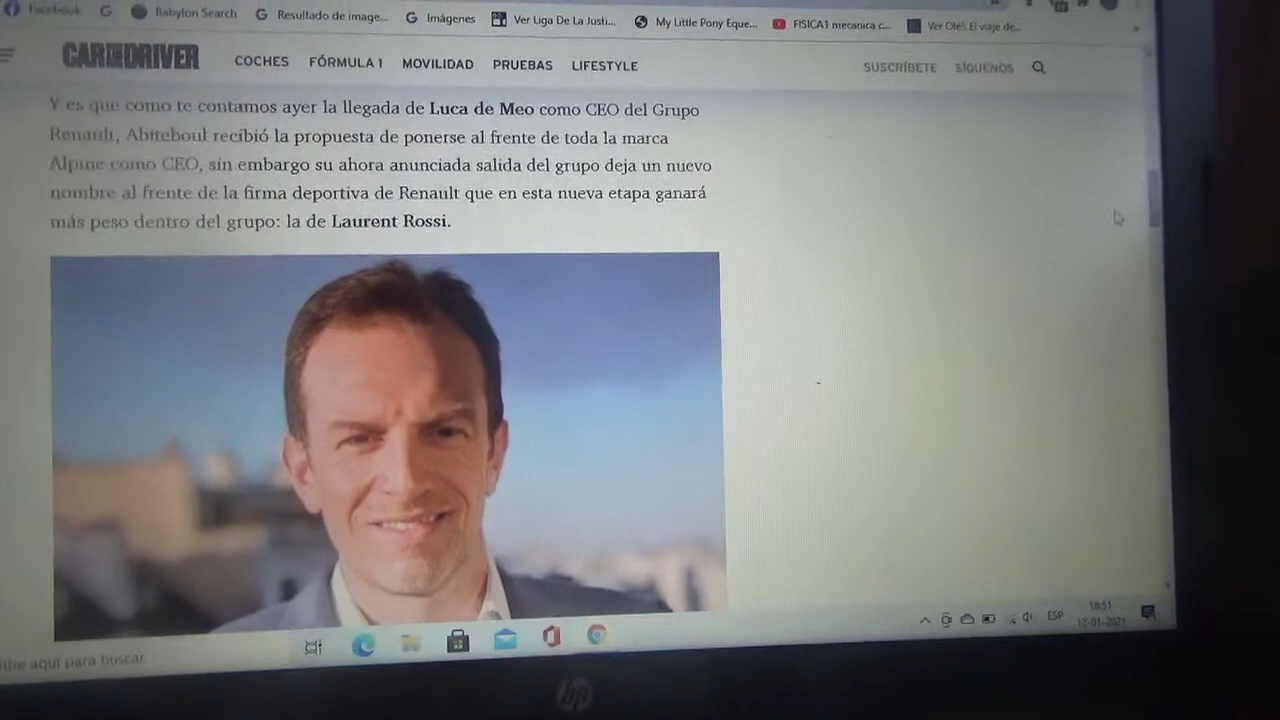 Facebook
G
Babylon Search
G Resultado de image...
G Imágenes
Ver Liga De La Justi...
My Little Pony Eque...
FISICA1 mecanica c...
Ver Olé: El viaje de...
CAR AND DRIVER
COCHES FÓRMULA 1 MOVILIDAD PRUEBAS LIFESTYLE
SUSCRÍBETE SÍGUENOS
Y es que como te contamos ayer la llegada de Luca de Meo como CEO del Grupo
Renault, Abiteboul recibió la propuesta de ponerse al frente de toda la marca
Alpine como CEO, sin embargo su ahora anunciada salida del grupo deja un nuevo
nombre al frente de la firma deportiva de Renault que en esta nueva etapa ganará
más peso dentro del grupo: la de Laurent Rossi.
aquí para buscar
ESP
18:51
12-01-2021
hp